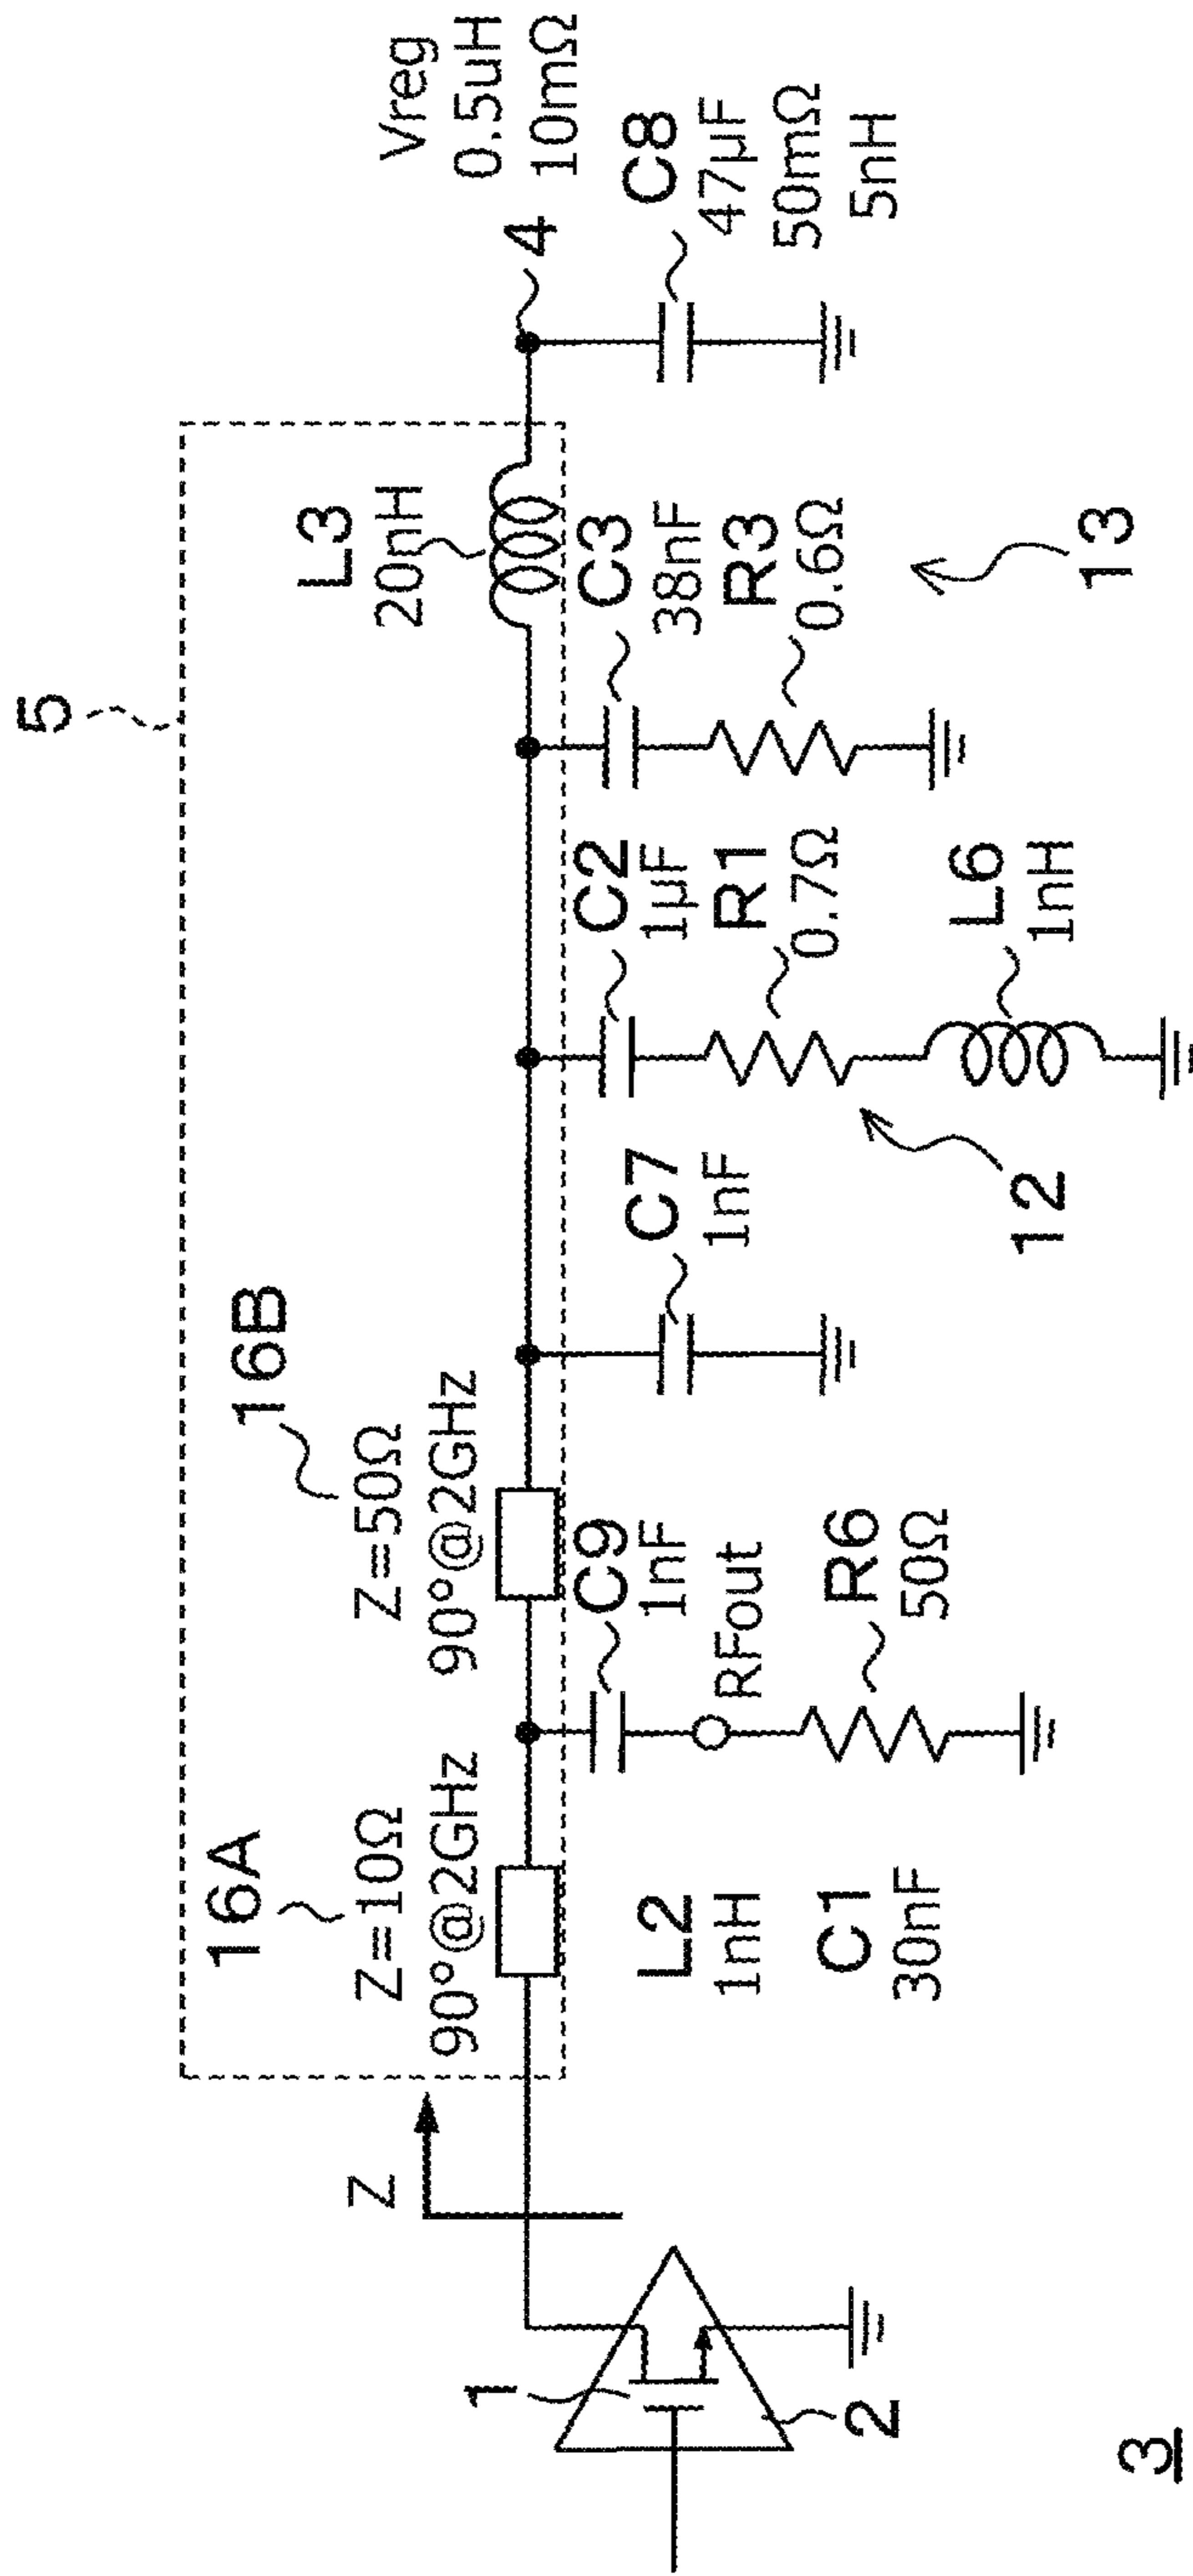 5
16A
Z=10Ω
90°@2GHz
16B
Z=50Ω
90°@2GHz
L3
20nH
Vreg
0.5uH
10mΩ
4
Z
1
2
L2
1nH
C1
30nF
C9
1nF
RFout
R6
50Ω
C7
1nF
C2
1µF
R1
0.7Ω
L6
1nH
12
C3
38nF
R3
0.6Ω
13
C8
47µF
50mΩ
5nH
3